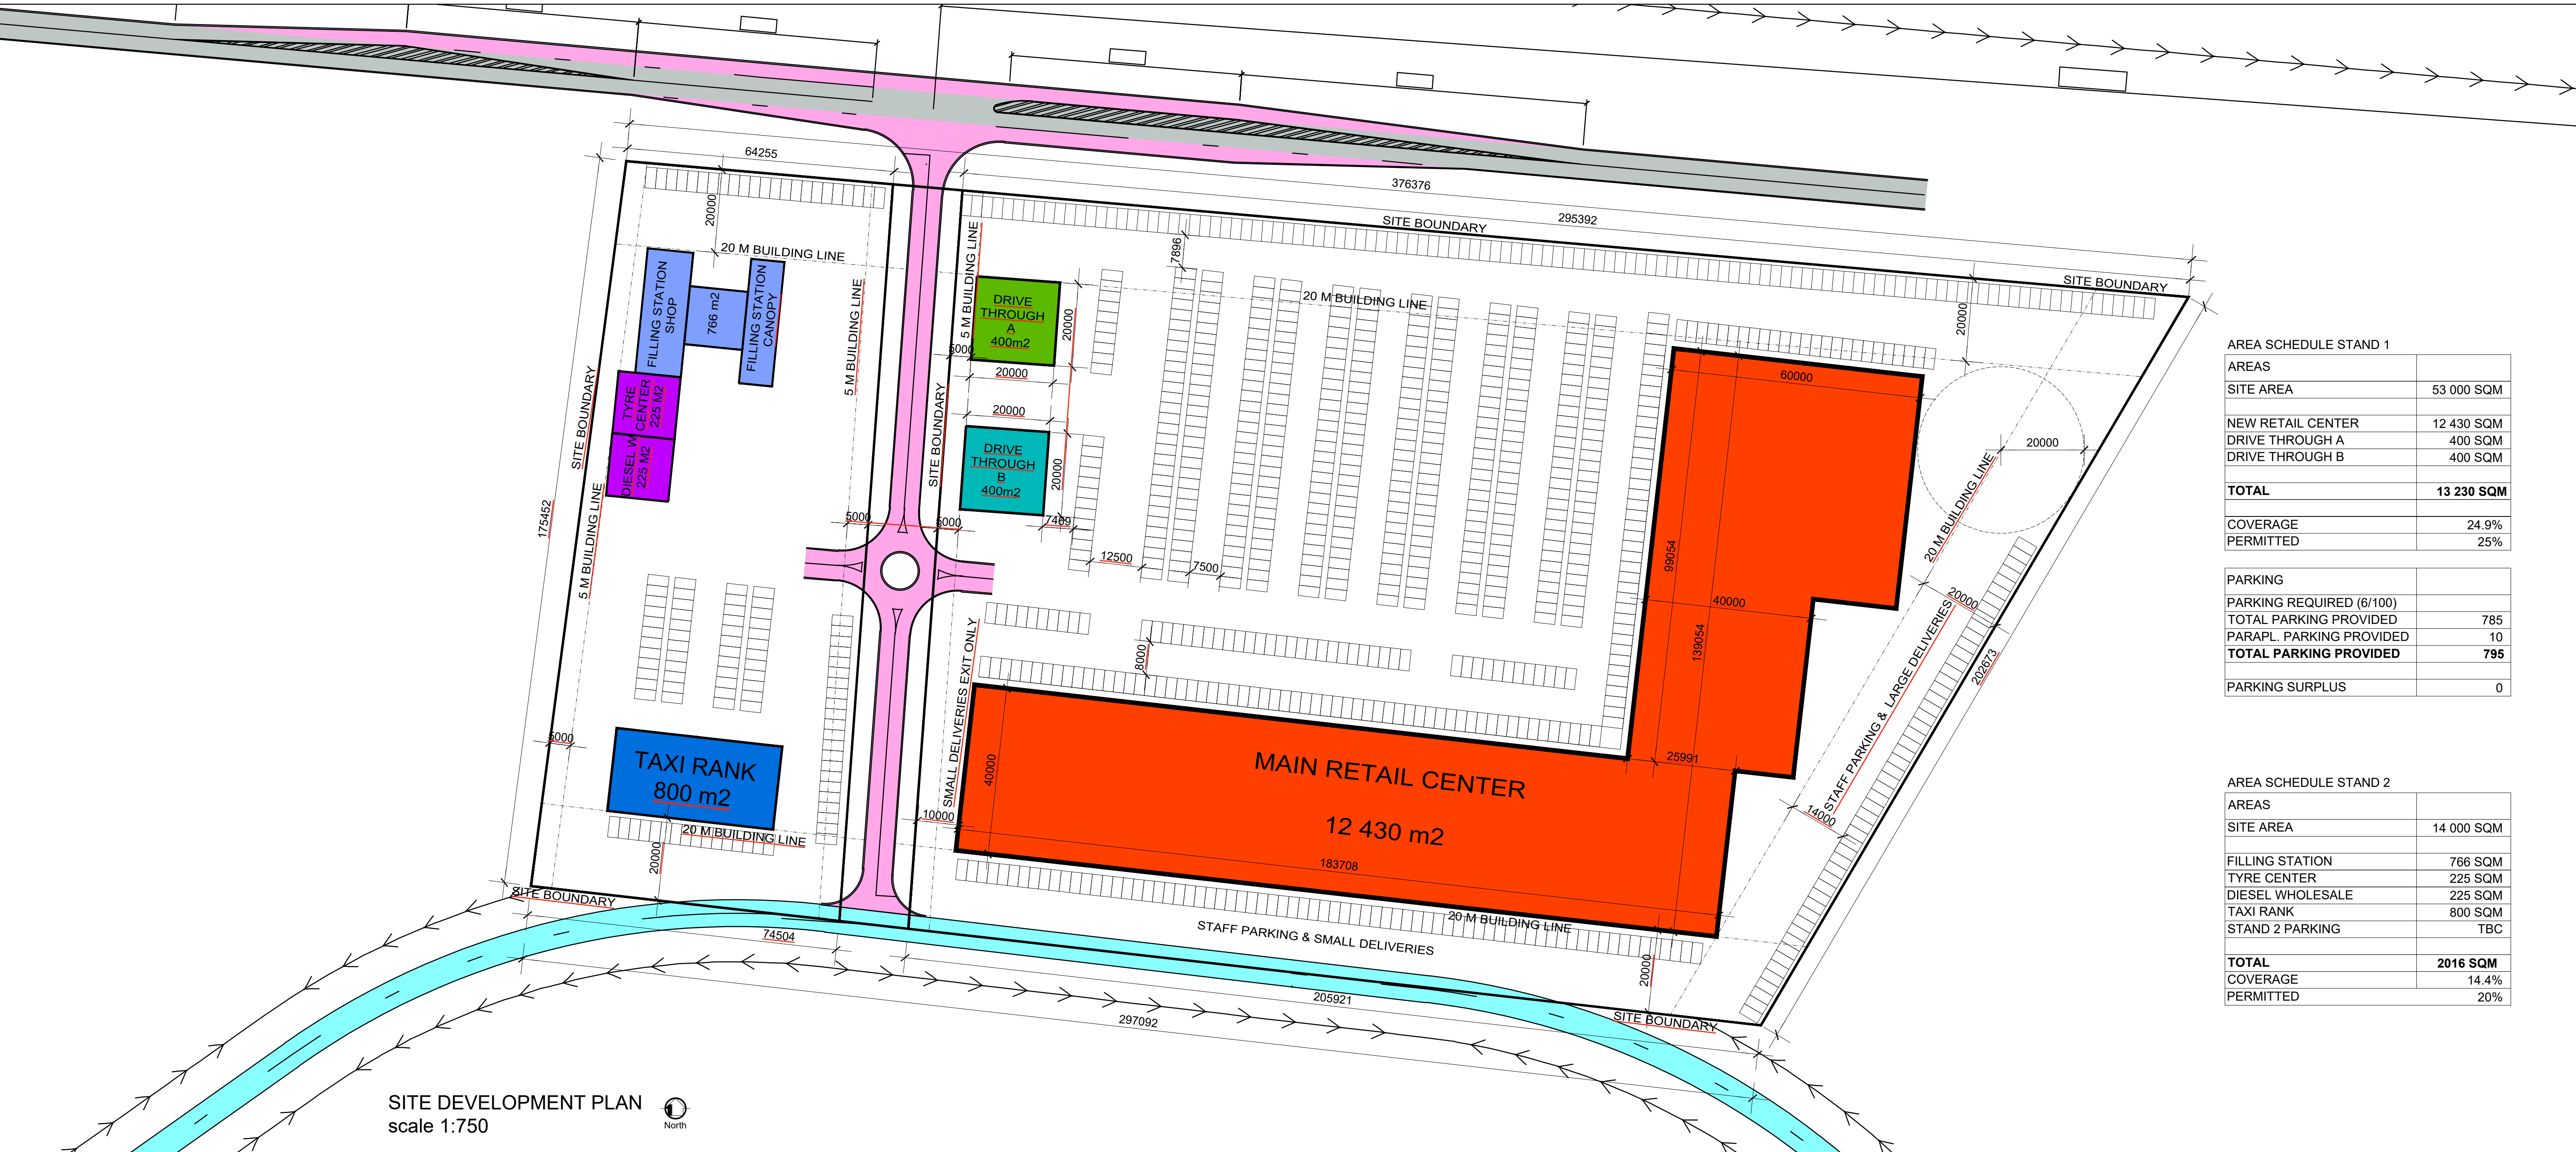 64255
376376
295392
SITE BOUNDARY
SITE BOUNDARY
20000
20 M BUILDING LINE
5 M BUILDING LINE
5 M BUILDING LINE
7896
20 M BUILDING LINE
20000
FILLING STATION
SHOP
766 m2
FILLING STATION
CANOPY
DRIVE
THROUGH
A
400m2
20000
5000
20000
20000
DRIVE
THROUGH
B
400m2
20000
7489
5000
5000
SITE BOUNDARY
TYRE
CENTER
225 M2
DIESEL W
225 M2
SITE BOUNDARY
175452
5 M BUILDING LINE
12500
7500
60000
99054
40000
139054
25991
20000
20 M BUILDING LINE
20000
STAFF PARKING & LARGE DELIVERIES
202673
14000
SMALL DELIVERIES EXIT ONLY
8000
TAXI RANK
800 m2
5000
20 M BUILDING LINE
20000
10000
40000
MAIN RETAIL CENTER
12 430 m2
183708
20 M BUILDING LINE
STAFF PARKING & SMALL DELIVERIES
20000
SITE BOUNDARY
SITE BOUNDARY
74504
205921
297092
SITE DEVELOPMENT PLAN
scale 1:750
North
AREA SCHEDULE STAND 1
AREAS
SITE AREA 53 000 SQM
NEW RETAIL CENTER 12 430 SQM
DRIVE THROUGH A 400 SQM
DRIVE THROUGH B 400 SQM
TOTAL 13 230 SQM
COVERAGE 24.9%
PERMITTED 25%
PARKING
PARKING REQUIRED (6/100)
TOTAL PARKING PROVIDED 785
PARAPL. PARKING PROVIDED 10
TOTAL PARKING PROVIDED 795
PARKING SURPLUS 0
AREA SCHEDULE STAND 2
AREAS
SITE AREA 14 000 SQM
FILLING STATION 766 SQM
TYRE CENTER 225 SQM
DIESEL WHOLESALE 225 SQM
TAXI RANK 800 SQM
STAND 2 PARKING TBC
TOTAL 2016 SQM
COVERAGE 14.4%
PERMITTED 20%